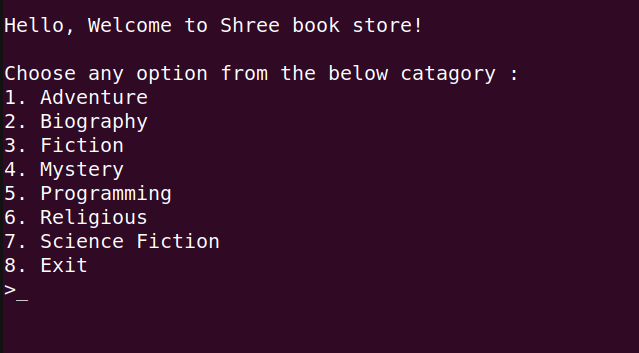 Hello, Welcome to Shree book store!
Choose any option from the below catagory :
1. Adventure
2. Biography
3. Fiction
4. Mystery
5. Programming
6. Religious
7. Science Fiction
8. Exit
>_